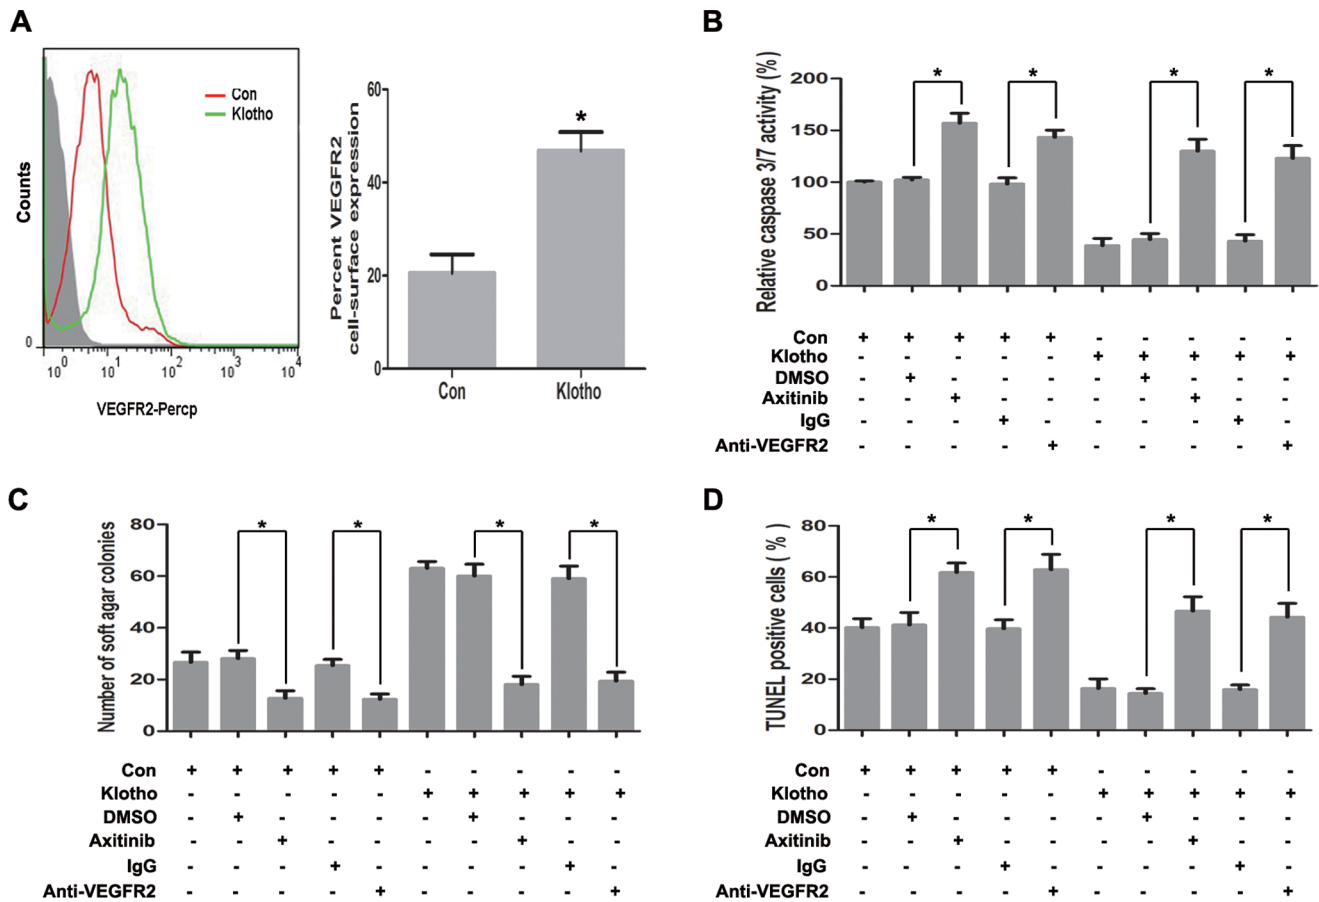 A
Con
Klotho
Counts
0
10^0 10^1 10^2 10^3 10^4
VEGFR2-Percp
Percent VEGFR2
cell-surface expression
60
40
20
0
*
Con Klotho
B
Relative caspase 3/7 activity (%)
200
150
100
50
0
* * * *
Con + + + + + - - - - -
Klotho - - - - - + + + + +
DMSO - + - - - - + - - -
Axitinib - - + - - - - + - -
IgG - - - + - - - - + -
Anti-VEGFR2 - - - - + - - - - +
C
Number of soft agar colonies
80
60
40
20
0
* * * *
Con + + + + + - - - - -
Klotho - - - - - + + + + +
DMSO - + - - - - + - - -
Axitinib - - + - - - - + - -
IgG - - - + - - - - + -
Anti-VEGFR2 - - - - + - - - - +
D
TUNEL positive cells ( % )
80
60
40
20
0
* * * *
Con + + + + + - - - - -
Klotho - - - - - + + + + +
DMSO - + - - - - + - - -
Axitinib - - + - - - - + - -
IgG - - - + - - - - + -
Anti-VEGFR2 - - - - + - - - - +